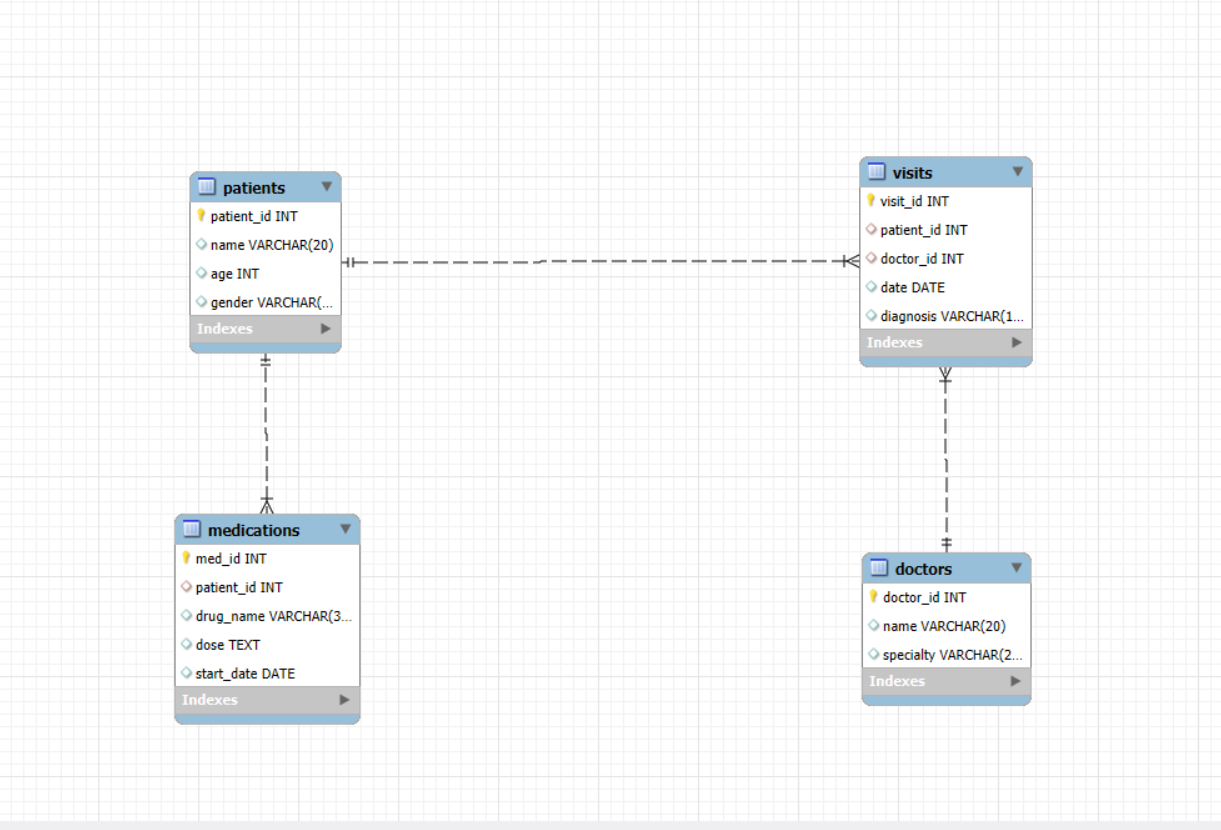 patients
patient_id INT
name VARCHAR(20)
age INT
gender VARCHAR(...
Indexes
visits
visit_id INT
patient_id INT
doctor_id INT
date DATE
diagnosis VARCHAR(1...
Indexes
medications
med_id INT
patient_id INT
drug_name VARCHAR(3...
dose TEXT
start_date DATE
Indexes
doctors
doctor_id INT
name VARCHAR(20)
specialty VARCHAR(2...
Indexes